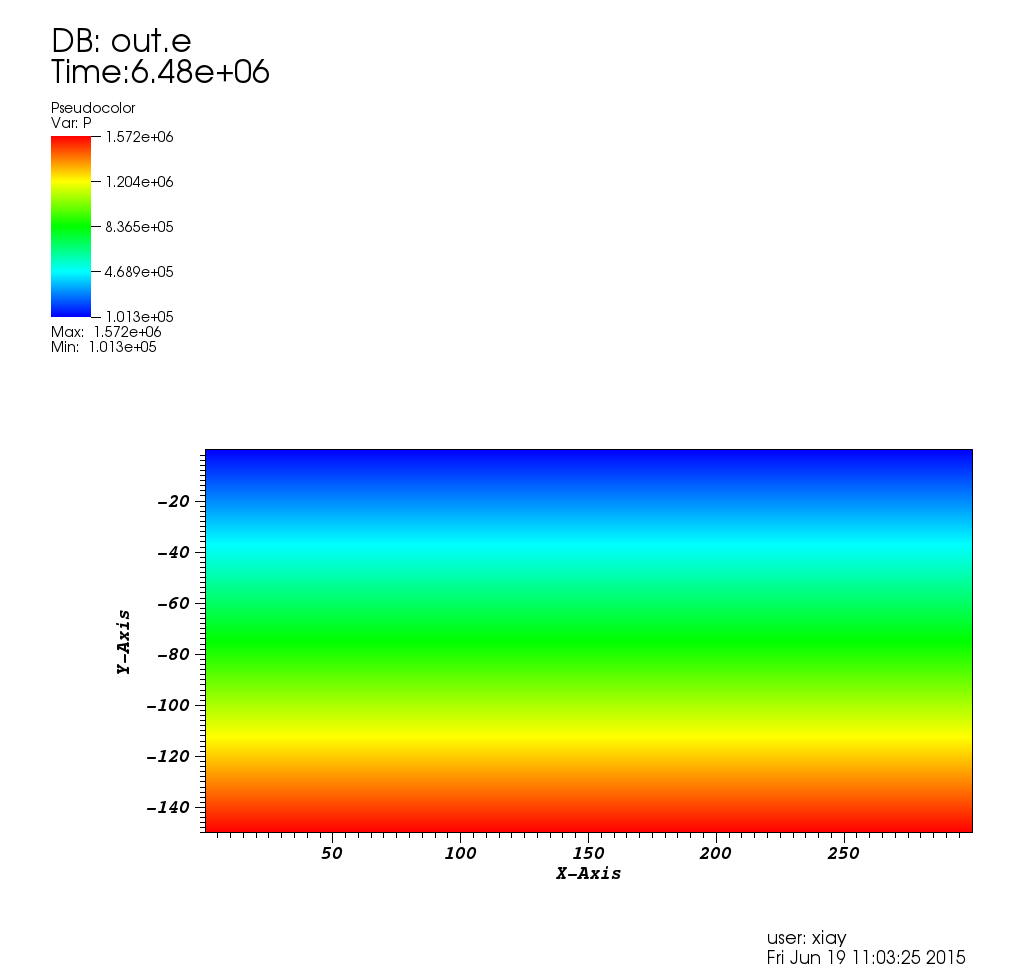 DB: out.e
Time:6.48e+06
Pseudocolor
Var: P
1.572e+06
1.204e+06
8.365e+05
4.689e+05
1.013e+05
Max: 1.572e+06
Min: 1.013e+05
-20
-40
-60
-80
-100
-120
-140
Y-Axis
50 100 150 200 250
X-Axis
user: xiay
Fri Jun 19 11:03:25 2015